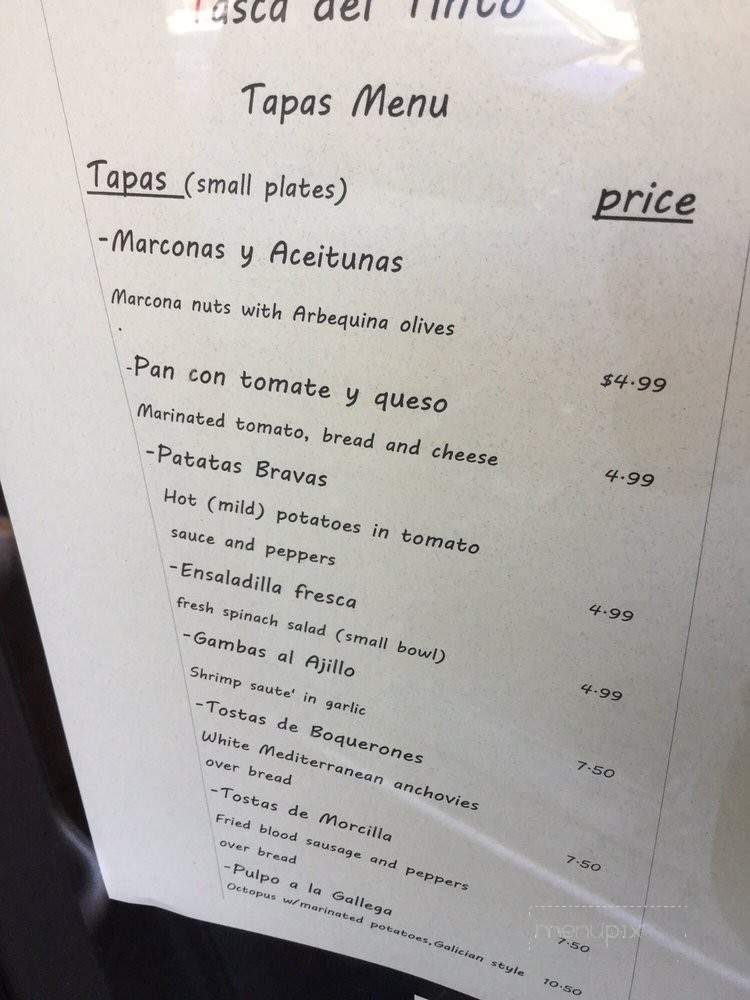 Tasca del Tinto
Tapas Menu
Tapas (small plates) price
-Marconas y Aceitunas
Marcona nuts with Arbequina olives
.
$4.99
-Pan con tomate y queso
Marinated tomato, bread and cheese 4.99
-Patatas Bravas
Hot (mild) potatoes in tomato
sauce and peppers 4.99
-Ensaladilla fresca
fresh spinach salad (small bowl) 4.99
-Gambas al Ajillo
Shrimp saute' in garlic 7.50
-Tostas de Boquerones
White Mediterranean anchovies
over bread 7.50
-Tostas de Morcilla
Fried blood sausage and peppers
over bread 7.50
-Pulpo a la Gallega
Octopus w/marinated potatoes, Galician style 10.50
menupix